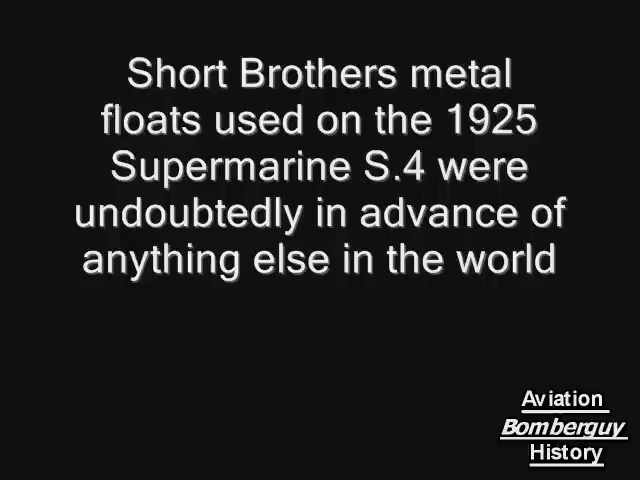 Short Brothers metal
floats used on the 1925
Supermarine S.4 were
undoubtedly in advance of
anything else in the world
Aviation
Bomberguy
History